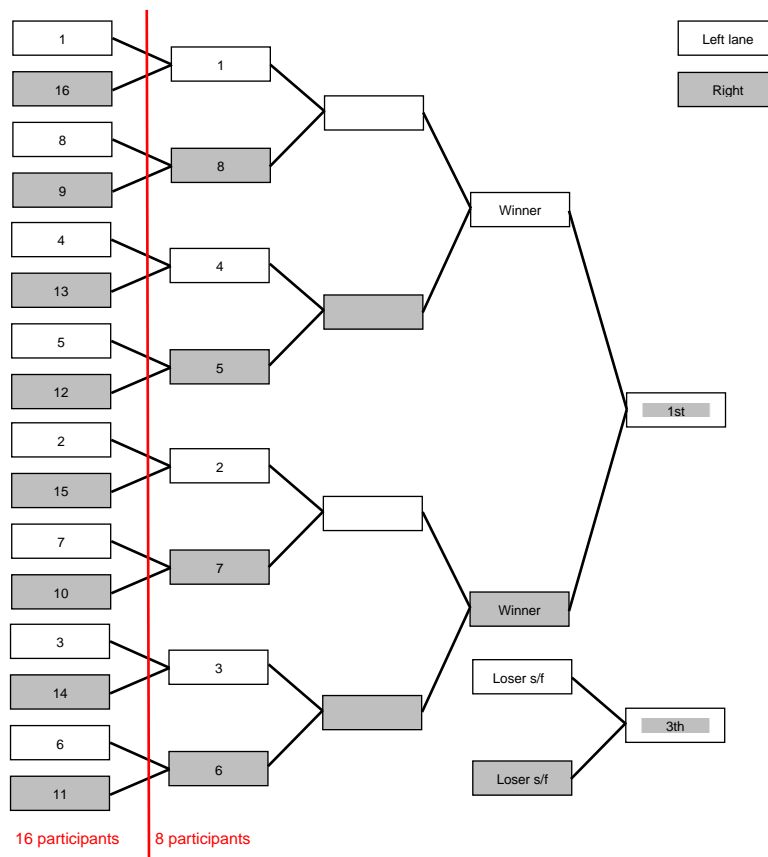 1
16
8
9
4
13
5
12
2
15
7
10
3
14
6
11
16 participants
1
8
4
5
2
7
3
6
8 participants
Winner
Winner
Loser s/f
Loser s/f
1st
3th
Left lane
Right